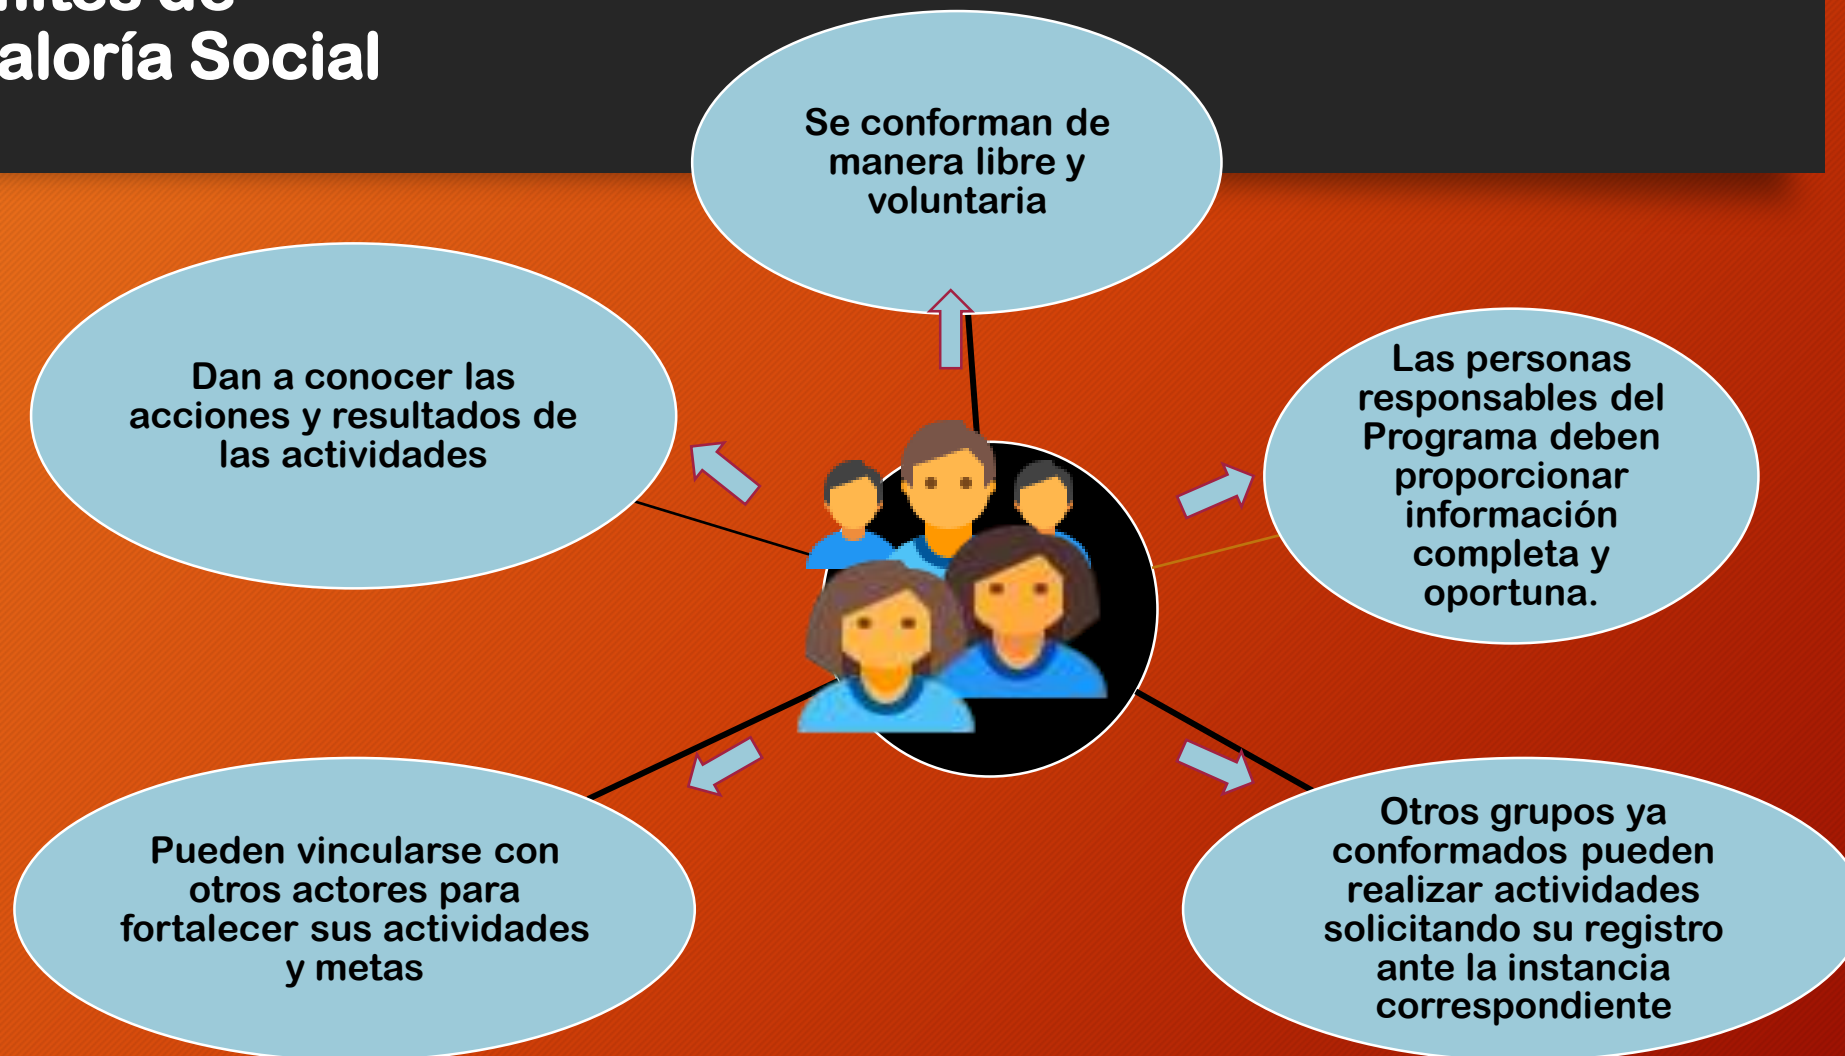 aloría Social
Se conforman de
manera libre y
voluntaria
Dan a conocer las
acciones y resultados de
las actividades
Las personas
responsables del
Programa deben
proporcionar
información
completa y
oportuna.
Pueden vincularse con
otros actores para
fortalecer sus actividades
y metas
Otros grupos ya
conformados pueden
realizar actividades
solicitando su registro
ante la instancia
correspondiente